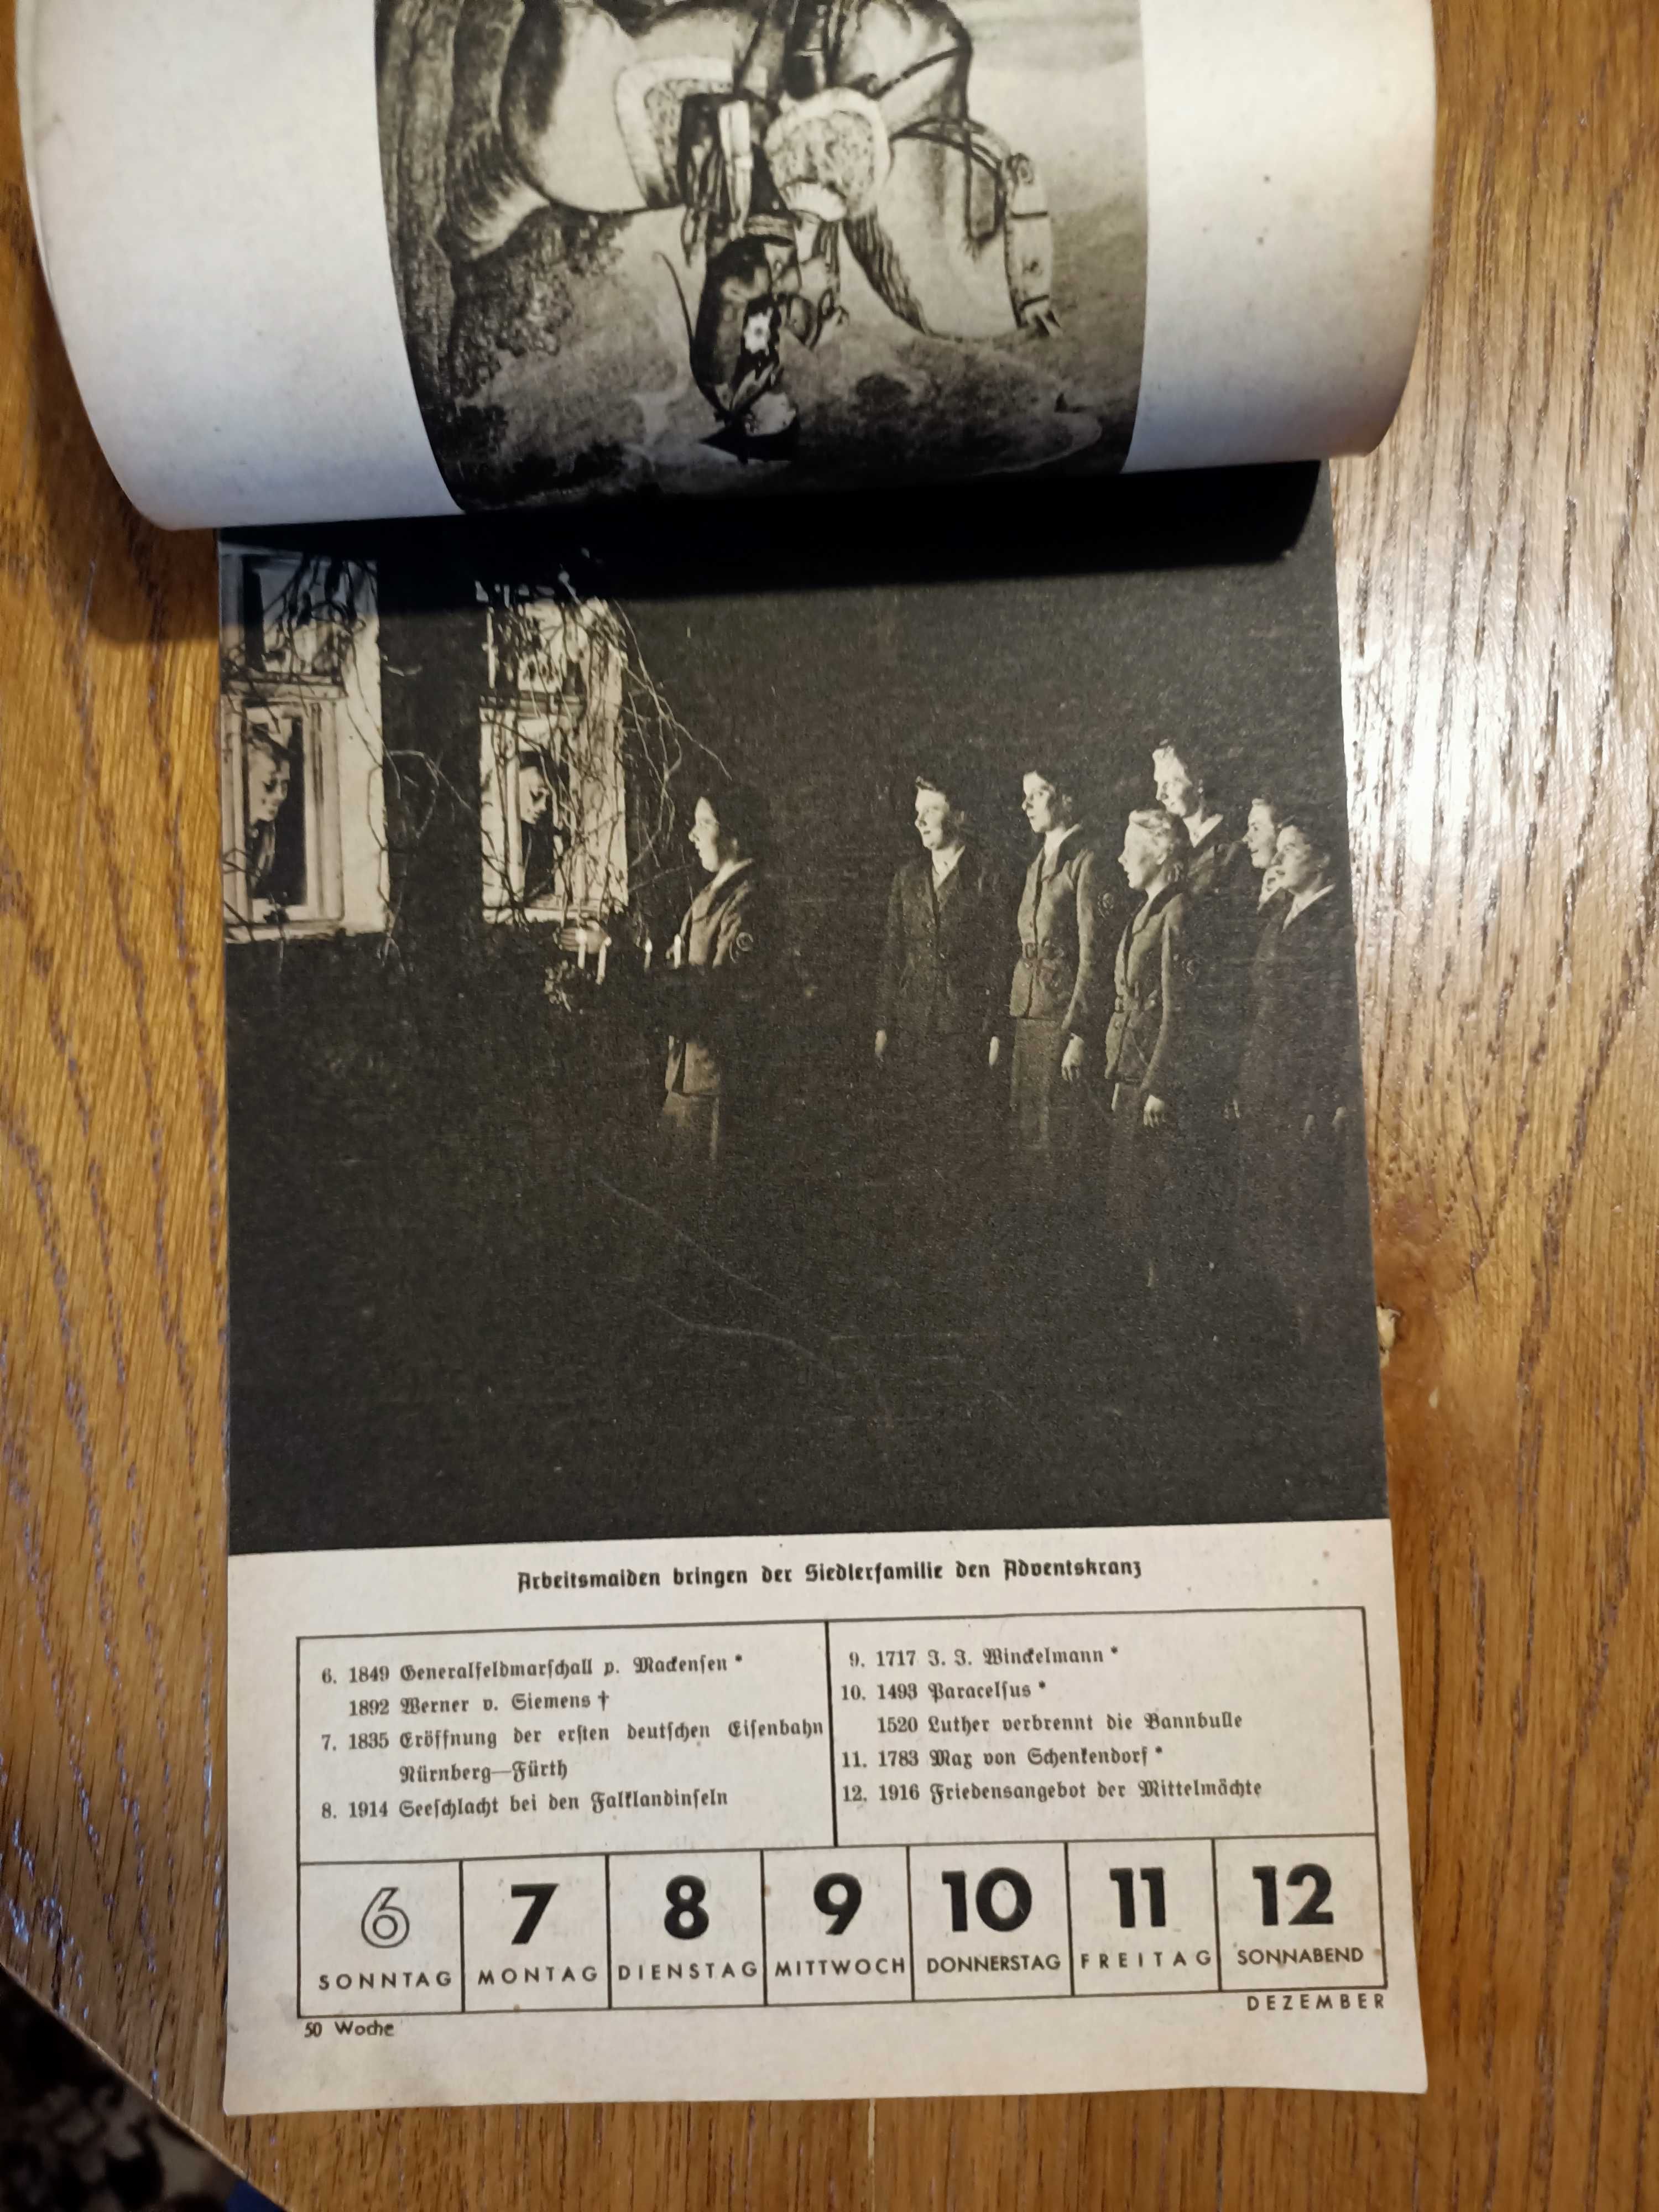 Arbeitsmaiden bringen der Siedlerfamilie den Adventskranz
6. 1849 Generalfeldmarschall v. Mackensen *
1892 Werner v. Siemens †
7. 1835 Eröffnung der ersten deutschen Eisenbahn
Nürnberg—Fürth
8. 1914 Seeschlacht bei den Falklandinseln
9. 1717 J. J. Winckelmann *
10. 1493 Paracelsus *
1520 Luther verbrennt die Bannbulle
11. 1783 Max von Schenkendorf *
12. 1916 Friedensangebot der Mittelmächte
6 7 8 9 10 11 12
SONNTAG MONTAG DIENSTAG MITTWOCH DONNERSTAG FREITAG SONNABEND
DEZEMBER
50 Woche